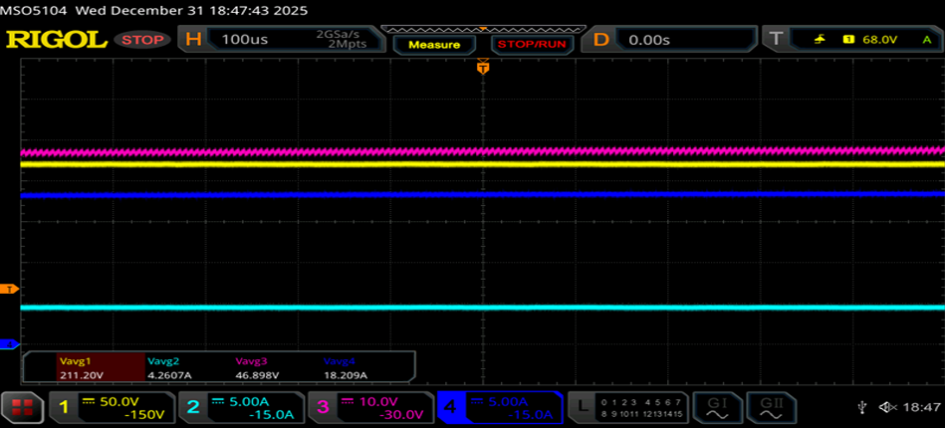 MSO5104 Wed December 31 18:47:43 2025
RIGOL STOP H 100us 2GSa/s 2Mpts Measure STOP/RUN D 0.00s T 1 68.0V A
T
T
4
Vavg1 Vavg2 Vavg3 Vavg4
211.20V 4.2607A 46.898V 18.209A
1 50.0V -150V 2 5.00A -15.0A 3 10.0V -30.0V 4 5.00A -15.0A L 0 1 2 3 4 5 6 7 8 9 10 11 12 13 14 15 GI GII 18:47